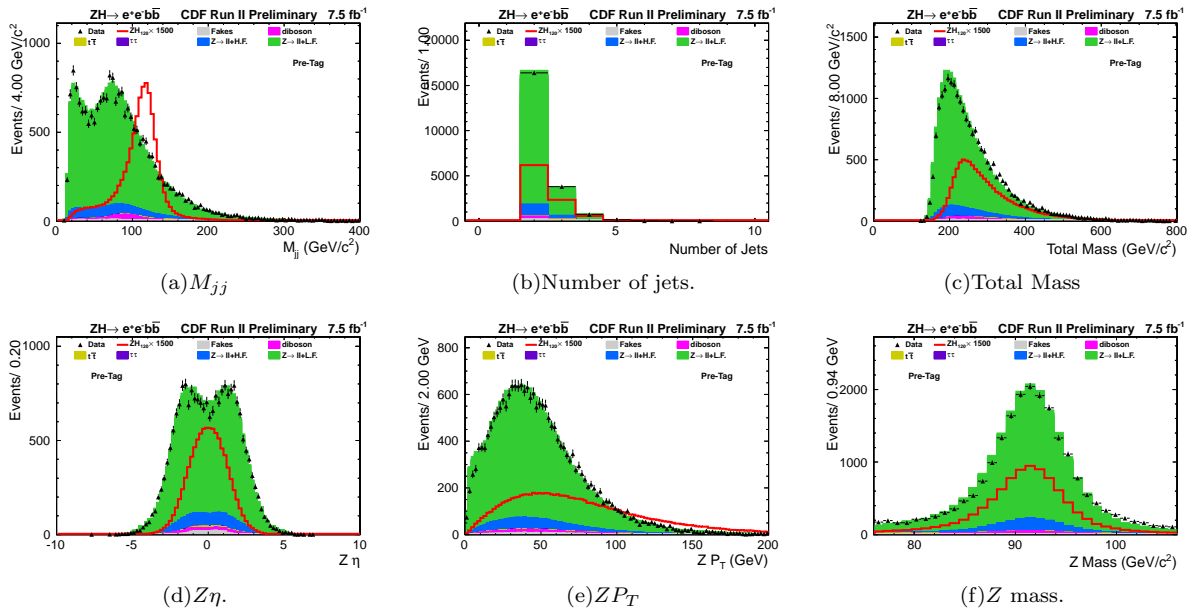 ZH→ e⁺e⁻bb̅ CDF Run II Preliminary 7.5 fb⁻¹
Data ZH₁₂₀ × 1500 Fakes diboson
tt̅ ττ Z→ ll+H.F. Z→ ll+L.F.
Pre-Tag
Events/ 4.00 GeV/c²
1000
500
0
0 100 200 300 400
M_jj (GeV/c²)
(a)M_jj
ZH→ e⁺e⁻bb̅ CDF Run II Preliminary 7.5 fb⁻¹
Data ZH₁₂₀ × 1500 Fakes diboson
tt̅ ττ Z→ ll+H.F. Z→ ll+L.F.
Pre-Tag
Events/ 1.00
20000
15000
10000
5000
0
0 5 10
Number of Jets
(b)Number of jets.
ZH→ e⁺e⁻bb̅ CDF Run II Preliminary 7.5 fb⁻¹
Data ZH₁₂₀ × 1500 Fakes diboson
tt̅ ττ Z→ ll+H.F. Z→ ll+L.F.
Pre-Tag
Events/ 8.00 GeV/c²
1500
1000
500
0
0 200 400 600 800
Total Mass (GeV/c²)
(c)Total Mass
ZH→ e⁺e⁻bb̅ CDF Run II Preliminary 7.5 fb⁻¹
Data ZH₁₂₀ × 1500 Fakes diboson
tt̅ ττ Z→ ll+H.F. Z→ ll+L.F.
Pre-Tag
Events/ 0.20
1000
500
0
-10 -5 0 5 10
Z η
(d)Zη.
ZH→ e⁺e⁻bb̅ CDF Run II Preliminary 7.5 fb⁻¹
Data ZH₁₂₀ × 1500 Fakes diboson
tt̅ ττ Z→ ll+H.F. Z→ ll+L.F.
Pre-Tag
Events/ 2.00 GeV
800
600
400
200
0
0 50 100 150 200
Z P_T (GeV)
(e)ZP_T
ZH→ e⁺e⁻bb̅ CDF Run II Preliminary 7.5 fb⁻¹
Data ZH₁₂₀ × 1500 Fakes diboson
tt̅ ττ Z→ ll+H.F. Z→ ll+L.F.
Pre-Tag
Events/ 0.94 GeV
2000
1000
0
80 90 100
Z Mass (GeV/c²)
(f)Z mass.